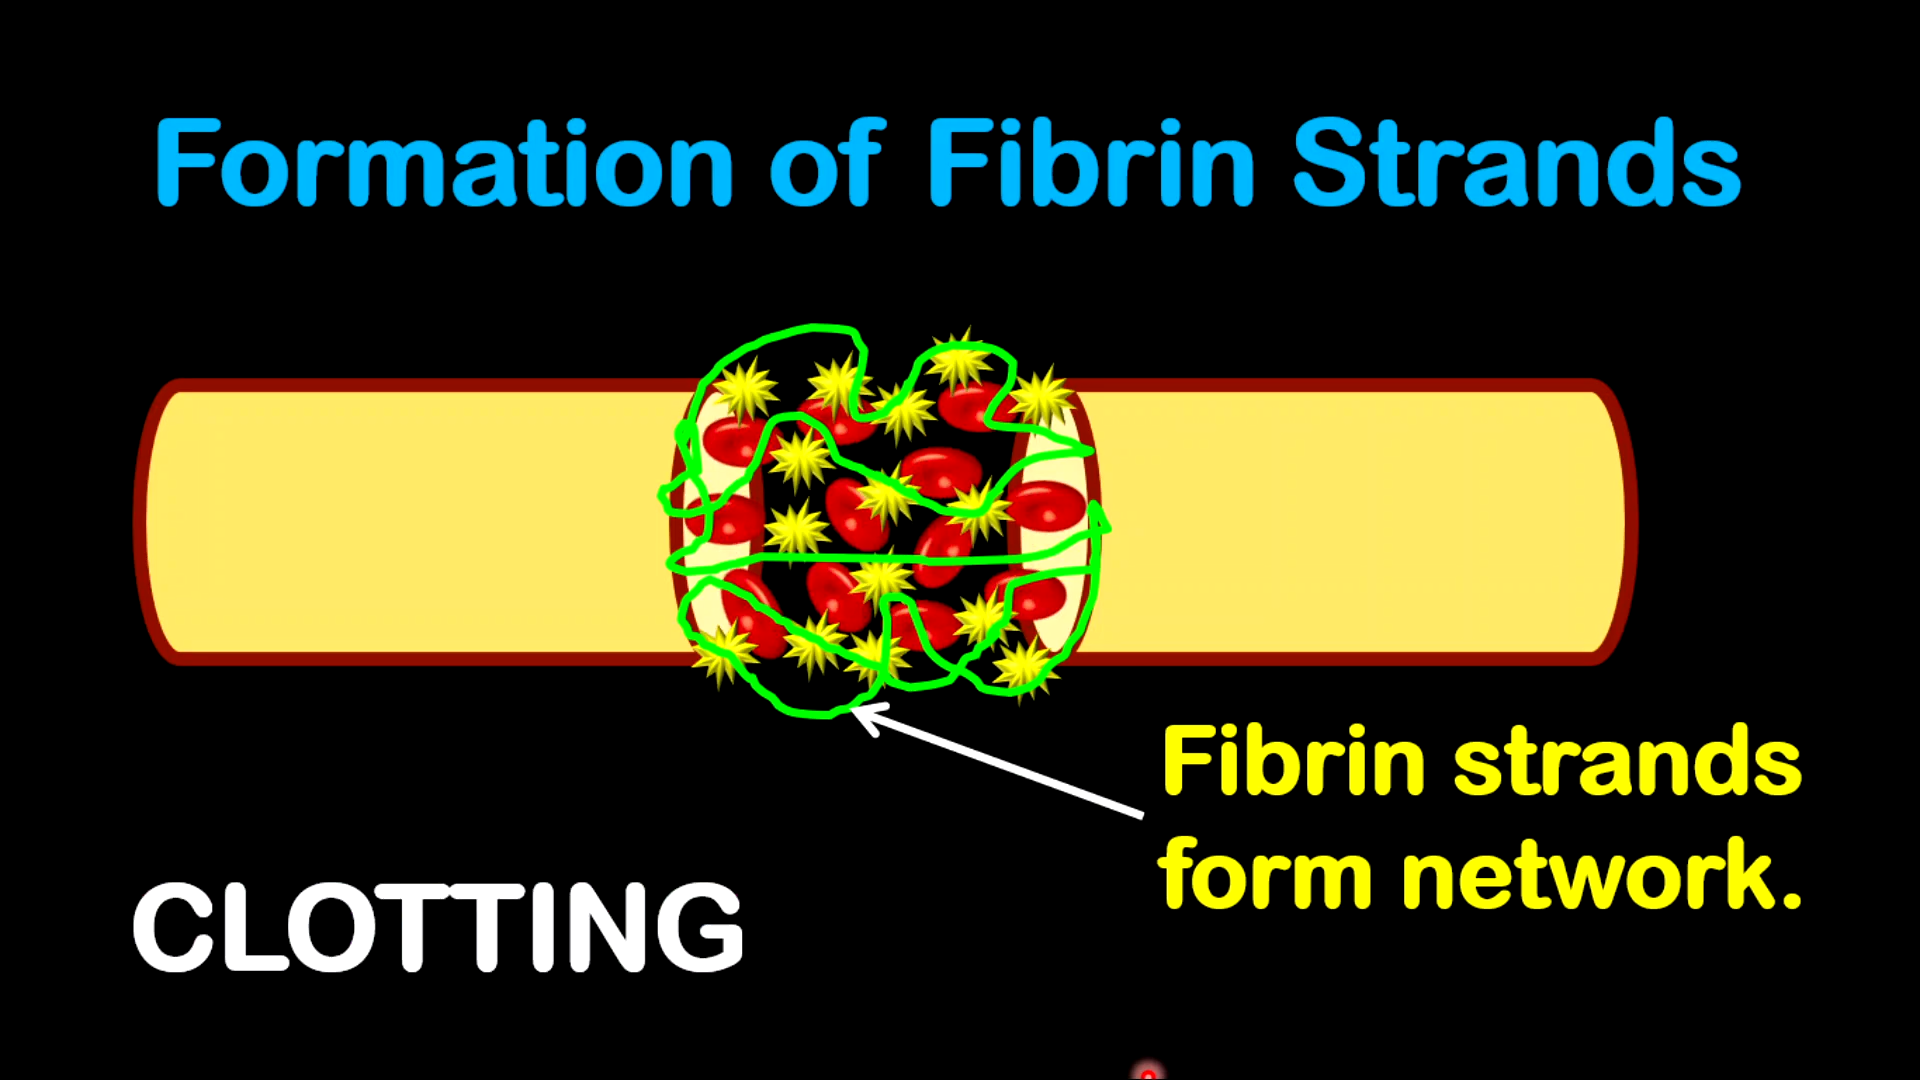 Formation of Fibrin Strands
Fibrin strands
form network.
CLOTTING